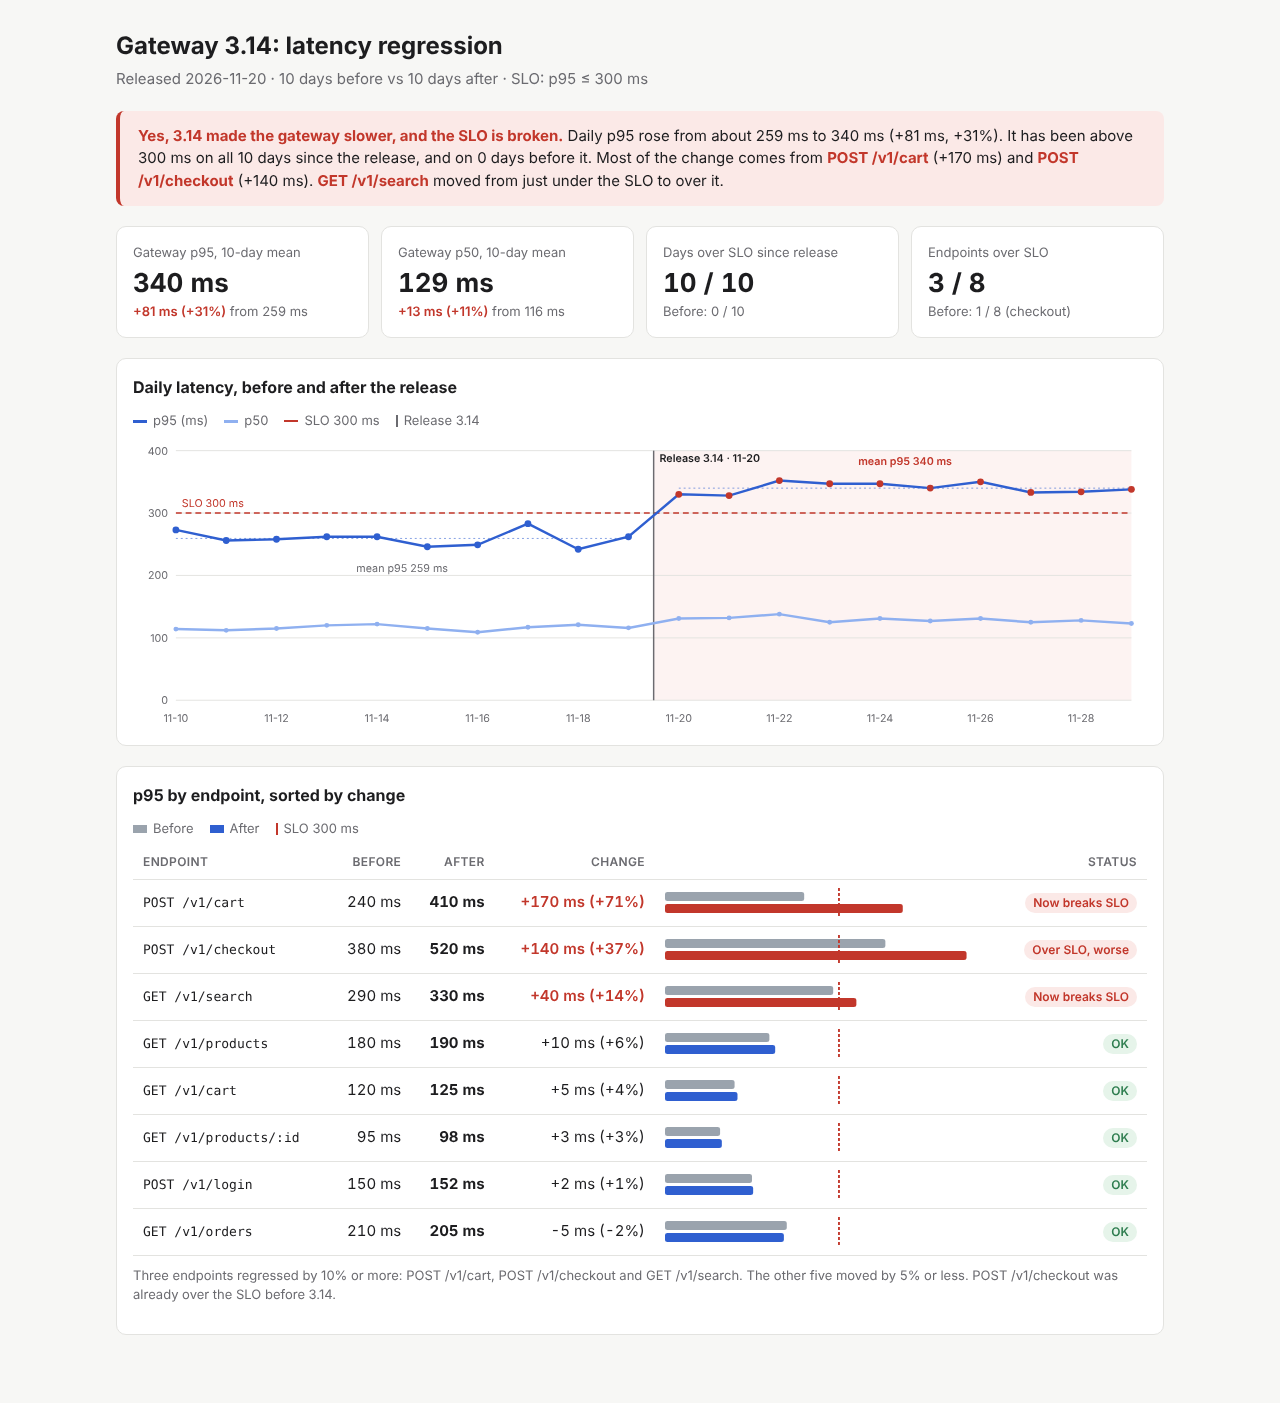 Gateway 3.14: latency regression
Released 2026-11-20 · 10 days before vs 10 days after · SLO: p95 ≤ 300 ms
Yes, 3.14 made the gateway slower, and the SLO is broken. Daily p95 rose from about 259 ms to 340 ms (+81 ms, +31%). It has been above
300 ms on all 10 days since the release, and on 0 days before it. Most of the change comes from POST /v1/cart (+170 ms) and POST
/v1/checkout (+140 ms). GET /v1/search moved from just under the SLO to over it.
Gateway p95, 10-day mean
340 ms
+81 ms (+31%) from 259 ms
Gateway p50, 10-day mean
129 ms
+13 ms (+11%) from 116 ms
Days over SLO since release
10 / 10
Before: 0 / 10
Endpoints over SLO
3 / 8
Before: 1 / 8 (checkout)
Daily latency, before and after the release
p95 (ms) p50 SLO 300 ms Release 3.14
400
Release 3.14 · 11-20
mean p95 340 ms
SLO 300 ms
300
mean p95 259 ms
200
100
0
11-10 11-12 11-14 11-16 11-18 11-20 11-22 11-24 11-26 11-28
p95 by endpoint, sorted by change
Before After SLO 300 ms
ENDPOINT BEFORE AFTER CHANGE STATUS
POST /v1/cart 240 ms 410 ms +170 ms (+71%) Now breaks SLO
POST /v1/checkout 380 ms 520 ms +140 ms (+37%) Over SLO, worse
GET /v1/search 290 ms 330 ms +40 ms (+14%) Now breaks SLO
GET /v1/products 180 ms 190 ms +10 ms (+6%) OK
GET /v1/cart 120 ms 125 ms +5 ms (+4%) OK
GET /v1/products/:id 95 ms 98 ms +3 ms (+3%) OK
POST /v1/login 150 ms 152 ms +2 ms (+1%) OK
GET /v1/orders 210 ms 205 ms -5 ms (-2%) OK
Three endpoints regressed by 10% or more: POST /v1/cart, POST /v1/checkout and GET /v1/search. The other five moved by 5% or less. POST /v1/checkout was
already over the SLO before 3.14.